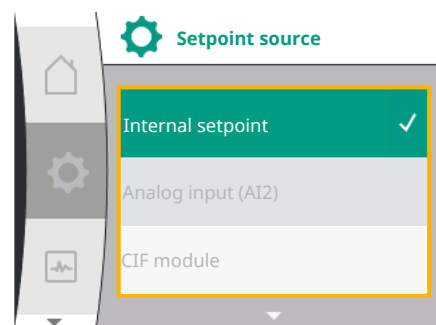 Setpoint source
Internal setpoint
Analog input (AI2)
CIF module